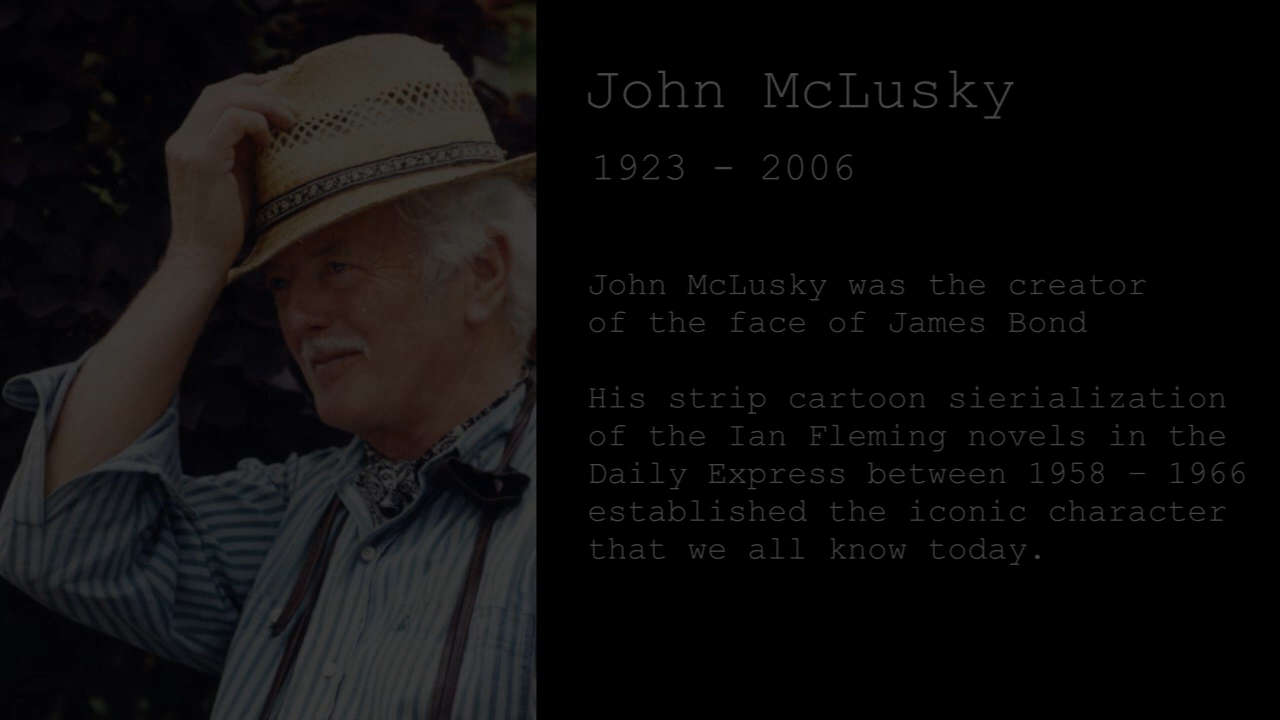 John McLusky
1923 - 2006
John McLusky was the creator
of the face of James Bond
His strip cartoon sierialization
of the Ian Fleming novels in the
Daily Express between 1958 - 1966
established the iconic character
that we all know today.